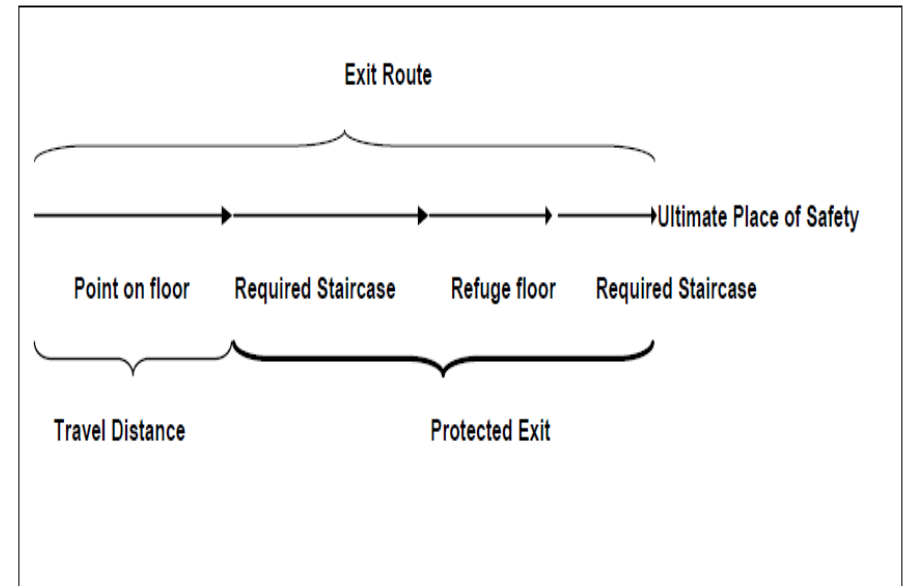 Exit Route
Ultimate Place of Safety
Point on floor Required Staircase Refuge floor Required Staircase
Travel Distance Protected Exit